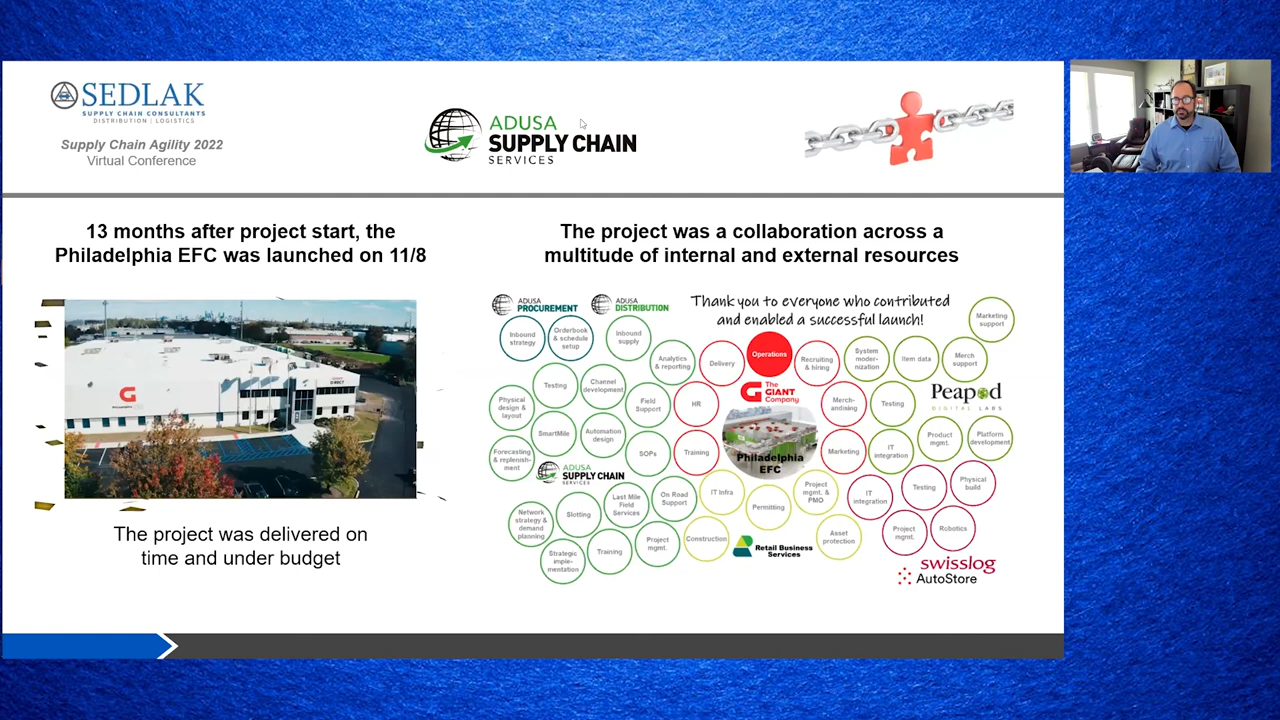 SEDLAK
SUPPLY CHAIN CONSULTANTS
DISTRIBUTION | LOGISTICS
Supply Chain Agility 2022
Virtual Conference
ADUSA
SUPPLY CHAIN
SERVICES
13 months after project start, the
Philadelphia EFC was launched on 11/8
G
DIRECT
The project was delivered on
time and under budget
The project was a collaboration across a
multitude of internal and external resources
ADUSA
PROCUREMENT
ADUSA
DISTRIBUTION
Thank you to everyone who contributed
and enabled a successful launch!
Marketing
support
Inbound
strategy
Orderbook
& schedule
setup
Inbound
supply
Analytics
& reporting
Delivery
Operations
Recruiting
& hiring
System
moder-
nization
Item data
Merch
support
Testing
Channel
development
Physical
design &
layout
Field
Support
HR
G The
GIANT
Company
Merch-
andising
Testing
Peapod
DIGITAL LABS
SmartMile
Automation
design
Forecasting
& replenish-
ment
SOPs
Training
Philadelphia
EFC
Marketing
IT
integration
Product
mgmt.
Platform
development
ADUSA
SUPPLY CHAIN
SERVICES
Network
strategy &
demand
planning
Slotting
Last Mile
Field
Services
On Road
Support
IT Infra
Permitting
Project
mgmt. &
PMO
IT
integration
Testing
Physical
build
Strategic
imple-
mentation
Training
Project
mgmt.
Construction
Retail Business
Services
Asset
protection
Project
mgmt.
Robotics
swisslog
AutoStore